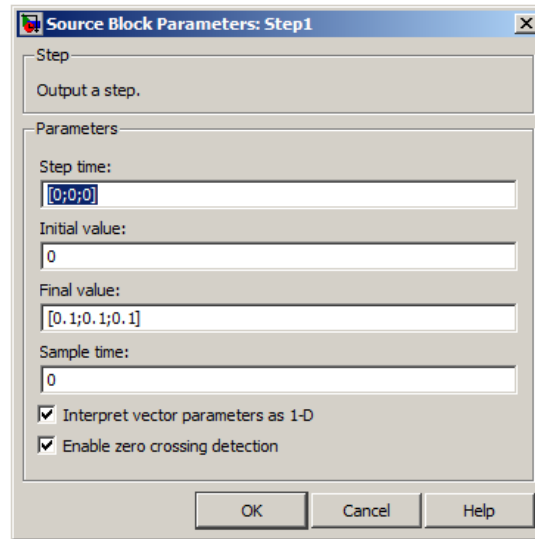 Source Block Parameters: Step1
Step
Output a step.
Parameters
Step time:
[0;0;0]
Initial value:
0
Final value:
[0.1;0.1;0.1]
Sample time:
0
Interpret vector parameters as 1-D
Enable zero crossing detection
OK Cancel Help